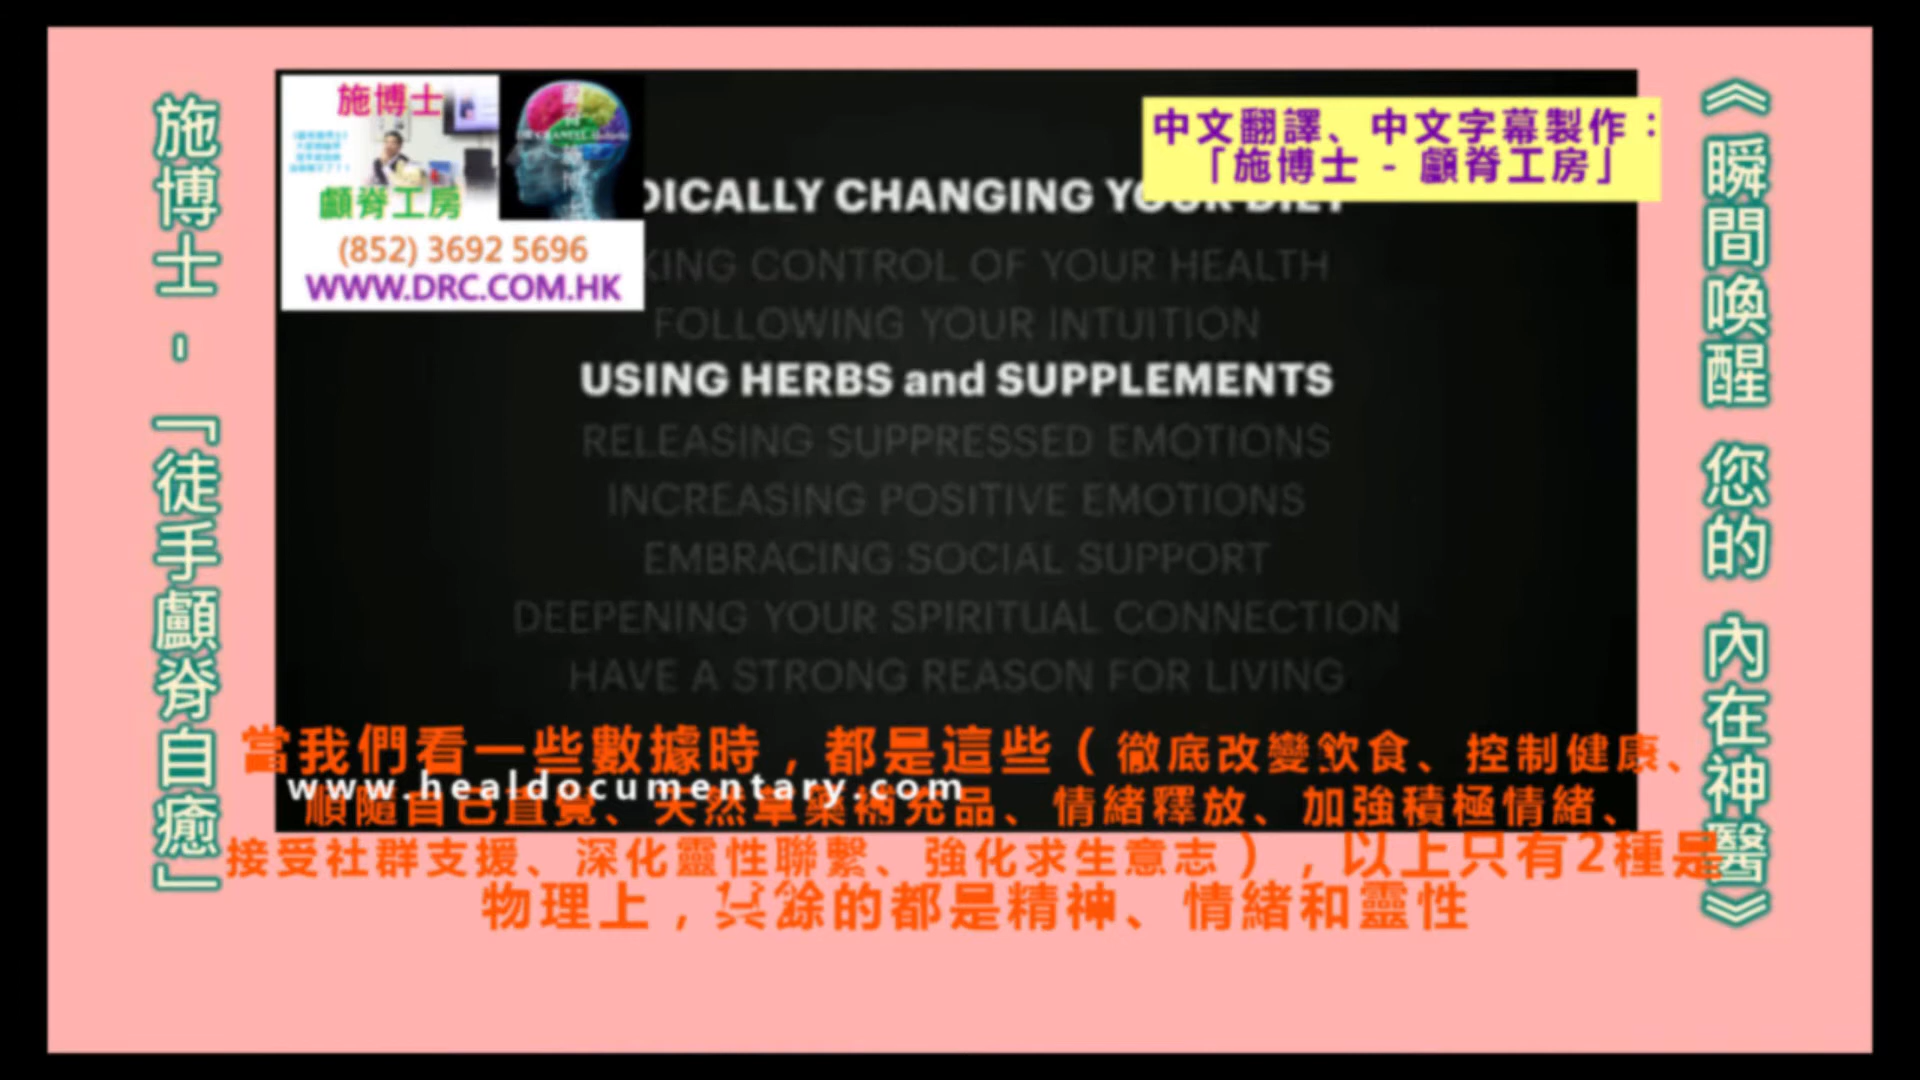 施博士 - 「徒手顱脊自癒」
施博士
顱脊工房
(852) 3692 5696
WWW.DRC.COM.HK
中文翻譯、中文字幕製作：
「施博士 - 顱脊工房」
DICALLY CHANGING YOUR DIET
KING CONTROL OF YOUR HEALTH
FOLLOWING YOUR INTUITION
USING HERBS and SUPPLEMENTS
RELEASING SUPPRESSED EMOTIONS
INCREASING POSITIVE EMOTIONS
EMBRACING SOCIAL SUPPORT
DEEPENING YOUR SPIRITUAL CONNECTION
HAVE A STRONG REASON FOR LIVING
當我們看一些數據時，都是這些（徹底改變飲食、控制健康、
www.healdocumentary.com
順隨自己直覺、天然草藥補充品、情緒釋放、加強積極情緒、
接受社群支援、深化靈性聯繫、強化求生意志），以上只有2種是
物理上，其餘的都是精神、情緒和靈性
《瞬間喚醒 您的 內在神醫》